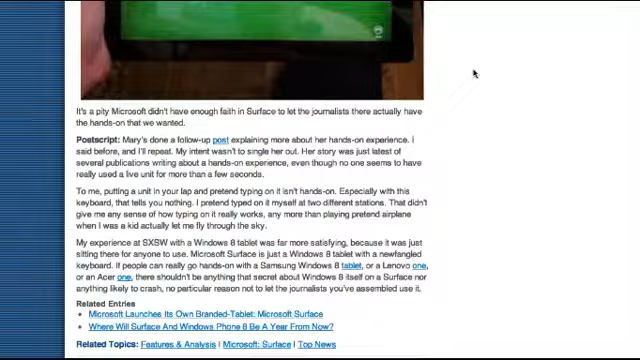 It's a pity Microsoft didn't have enough faith in Surface to let the journalists there actually have
the hands-on that we wanted.
Postscript: Mary's done a follow-up post explaining more about her hands-on experience. I
said before, and I'll repeat. My intent wasn't to single her out. Her story was just latest of
several publications writing about a hands-on experience, even though no one seems to have
really used a live unit for more than a few seconds.
To me, putting a unit in your lap and pretend typing on it isn't hands-on. Especially with this
keyboard, that tells you nothing. I pretend typed on it myself at two different stations. That didn't
give me any sense of how typing on it really works, any more than playing pretend airplane
when I was a kid actually let me fly through the sky.
My experience at SXSW with a Windows 8 tablet was far more satisfying, because it was just
sitting there for anyone to use. Microsoft Surface is just a Windows 8 tablet with a newfangled
keyboard. If people can really go hands-on with a Samsung Windows 8 tablet, or a Lenovo one,
or an Acer one, there shouldn't be anything that secret about Windows 8 itself on a Surface nor
anything likely to crash, no particular reason not to let the journalists you've assembled use it.
Related Entries
Microsoft Launches Its Own Branded-Tablet: Microsoft Surface
Where Will Surface And Windows Phone 8 Be A Year From Now?
Related Topics: Features & Analysis | Microsoft: Surface | Top News